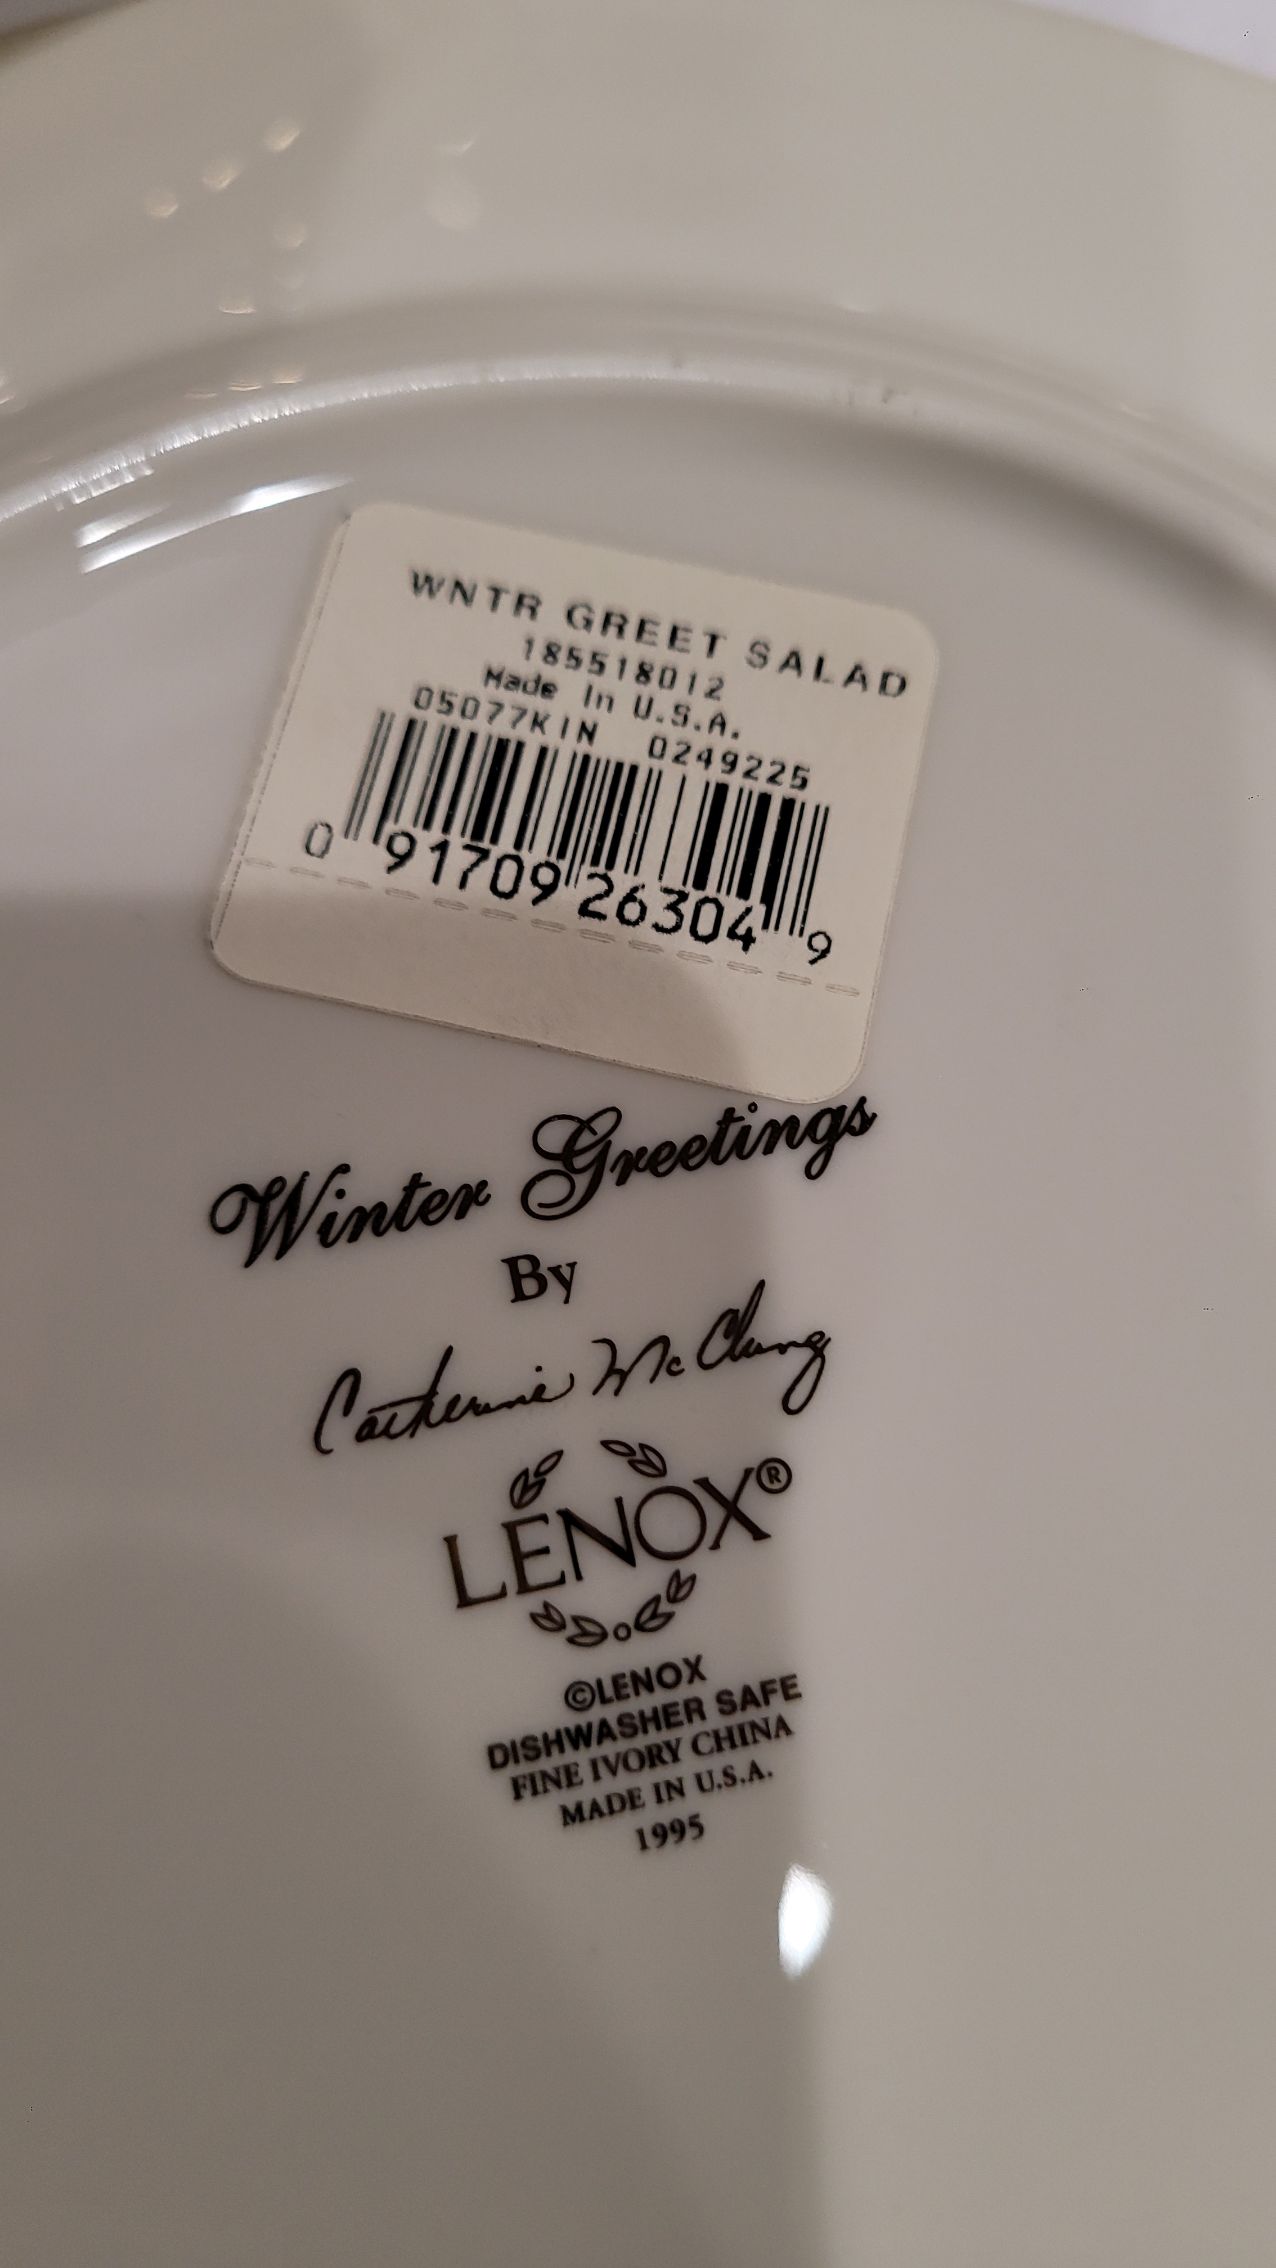 WNTR GREET SALAD
185518012
Made In U.S.A.
05077KIN 0249225
0 91709 26304 9
Winter Greetings
By
Catherine McClung
LENOX®
©LENOX
DISHWASHER SAFE
FINE IVORY CHINA
MADE IN U.S.A.
1995